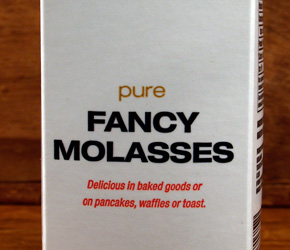 pure
FANCY
MOLASSES
Delicious in baked goods or
on pancakes, waffles or toast.